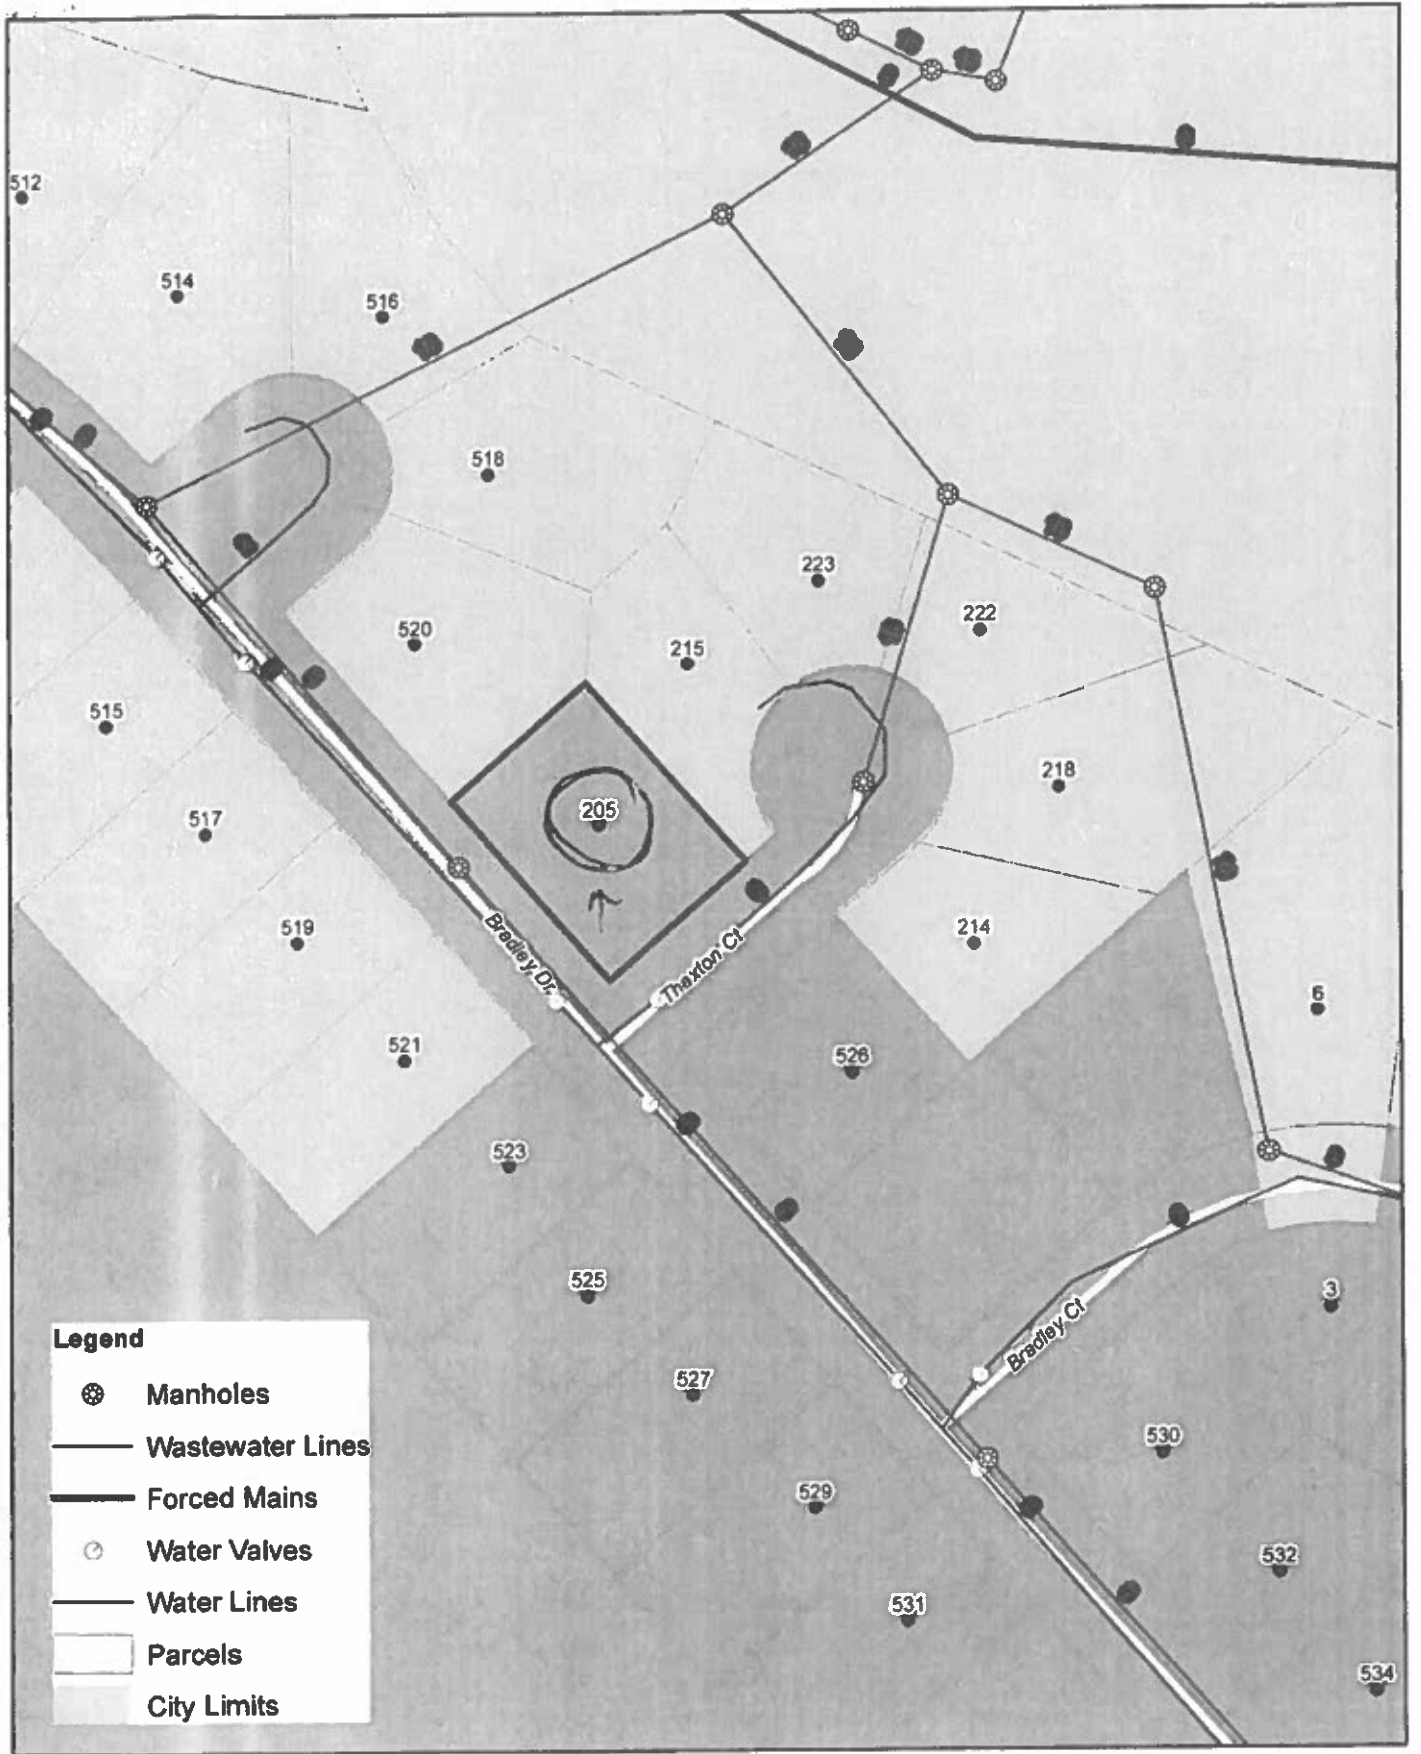 512
514
516
518
223
222
520
215
515
218
205
517
519
214
Bradley Dr.
Thaxton Ct
6
521
526
523
525
3
Bradley Ct
527
530
529
532
531
534
Legend
Manholes
Wastewater Lines
Forced Mains
Water Valves
Water Lines
Parcels
City Limits